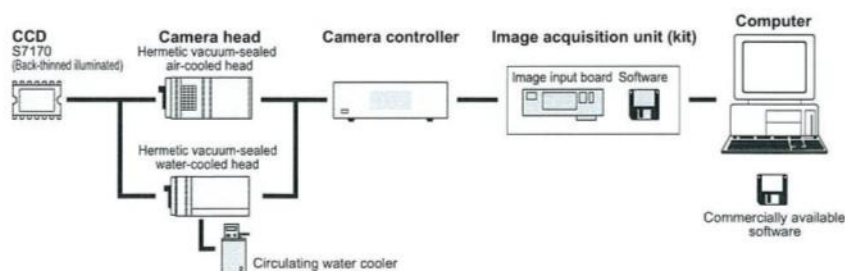 CCD
S7170
(Back-thinned illuminated)
Camera head
Hermetic vacuum-sealed
air-cooled head
Hermetic vacuum-sealed
water-cooled head
Circulating water cooler
Camera controller
Image acquisition unit (kit)
Image input board
Software
Computer
Commercially available
software